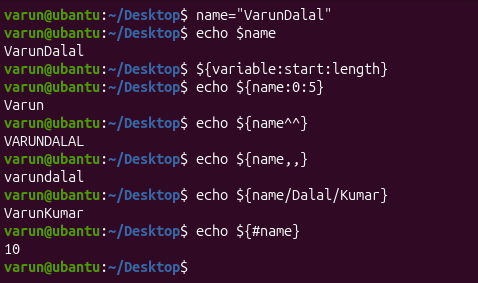 varun@ubantu:~/Desktop$ name="VarunDalal"
varun@ubantu:~/Desktop$ echo $name
VarunDalal
varun@ubantu:~/Desktop$ ${variable:start:length}
varun@ubantu:~/Desktop$ echo ${name:0:5}
Varun
varun@ubantu:~/Desktop$ echo ${name^^}
VARUNDALAL
varun@ubantu:~/Desktop$ echo ${name,,}
varundalal
varun@ubantu:~/Desktop$ echo ${name/Dalal/Kumar}
VarunKumar
varun@ubantu:~/Desktop$ echo ${#name}
10
varun@ubantu:~/Desktop$